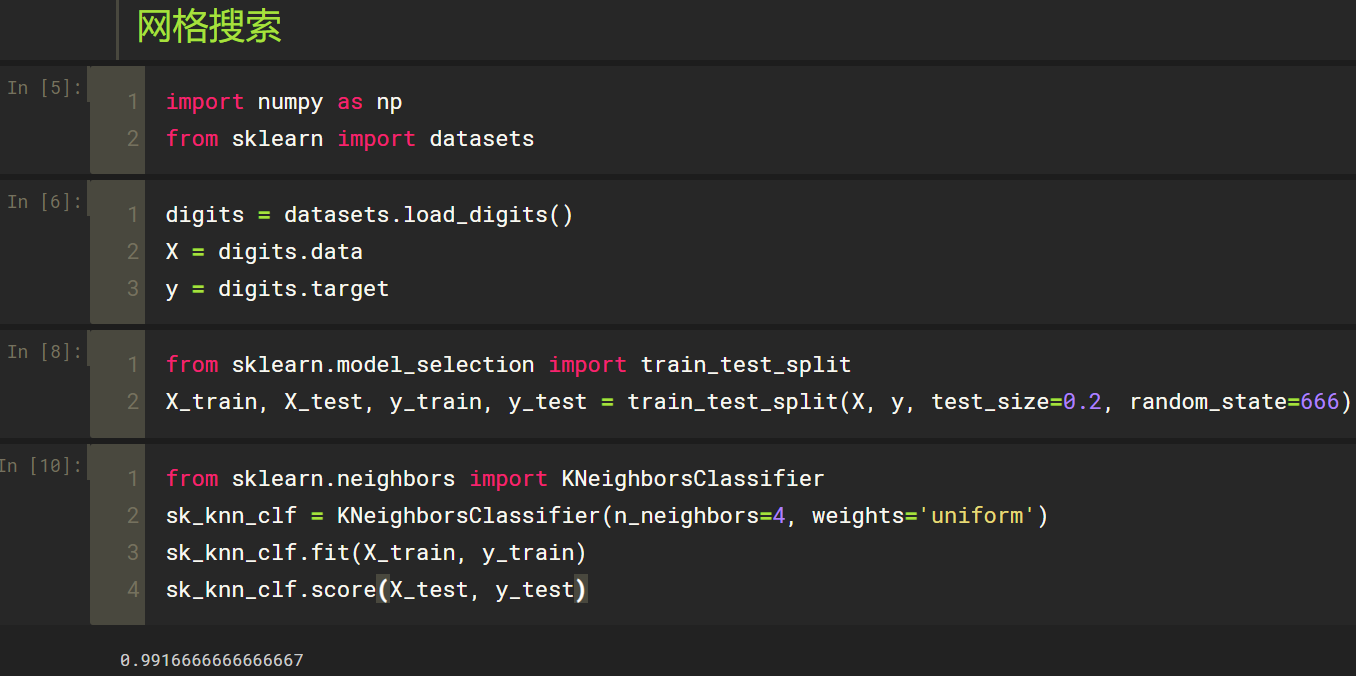 网格搜索
In [5]:
1 import numpy as np
2 from sklearn import datasets
In [6]:
1 digits = datasets.load_digits()
2 X = digits.data
3 y = digits.target
In [8]:
1 from sklearn.model_selection import train_test_split
2 X_train, X_test, y_train, y_test = train_test_split(X, y, test_size=0.2, random_state=666)
In [10]:
1 from sklearn.neighbors import KNeighborsClassifier
2 sk_knn_clf = KNeighborsClassifier(n_neighbors=4, weights='uniform')
3 sk_knn_clf.fit(X_train, y_train)
4 sk_knn_clf.score(X_test, y_test)
0.9916666666666667